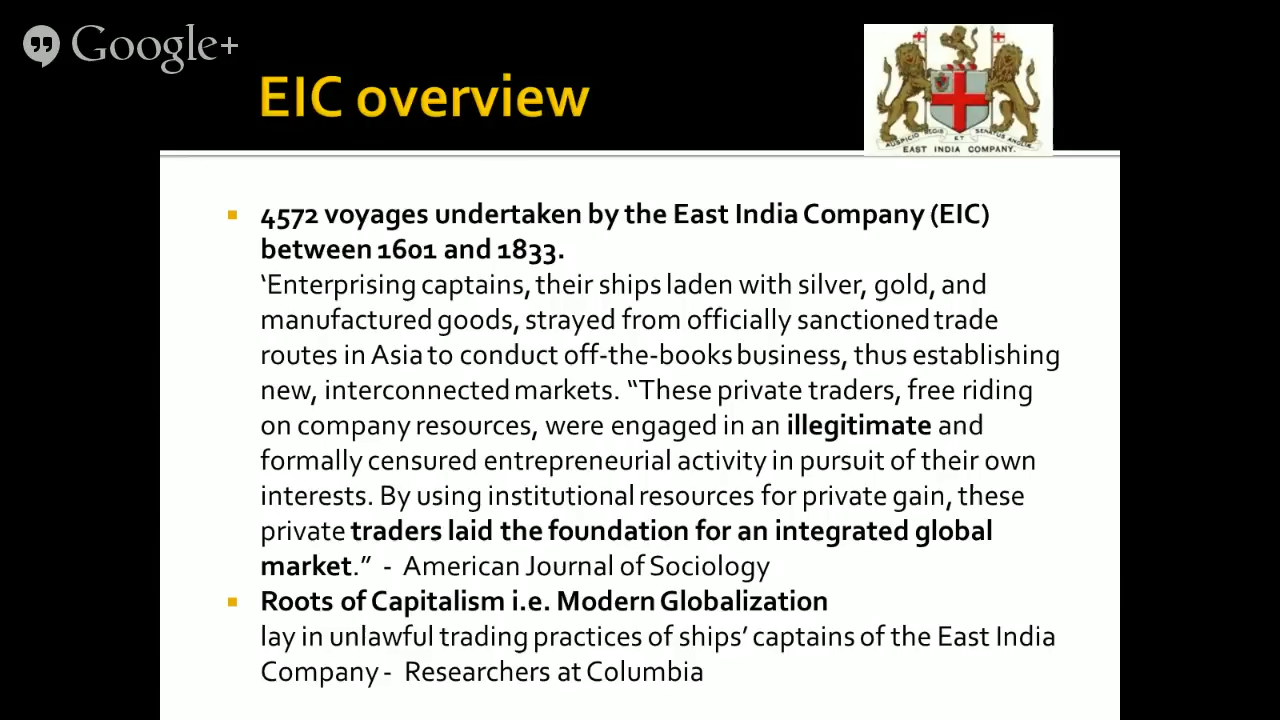 Google+
EIC overview
AUSPICIO REGIS ET SENATUS ANGLIÆ
EAST INDIA COMPANY.
4572 voyages undertaken by the East India Company (EIC)
between 1601 and 1833.
‘Enterprising captains, their ships laden with silver, gold, and
manufactured goods, strayed from officially sanctioned trade
routes in Asia to conduct off-the-books business, thus establishing
new, interconnected markets. “These private traders, free riding
on company resources, were engaged in an illegitimate and
formally censured entrepreneurial activity in pursuit of their own
interests. By using institutional resources for private gain, these
private traders laid the foundation for an integrated global
market.” - American Journal of Sociology
Roots of Capitalism i.e. Modern Globalization
lay in unlawful trading practices of ships’ captains of the East India
Company - Researchers at Columbia